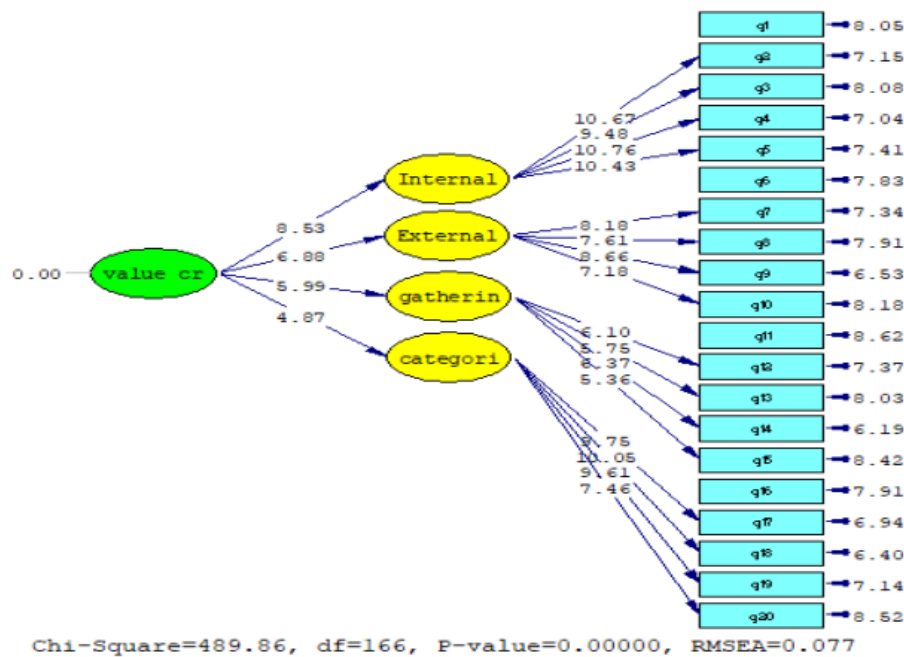 q1 8.05
q2 7.15
q3 8.08
q4 7.04
q5 7.41
q6 7.83
q7 7.34
q8 7.91
q9 6.53
q10 8.18
q11 8.62
q12 7.37
q13 8.03
q14 6.19
q15 8.42
q16 7.91
q17 6.94
q18 6.40
q19 7.14
q20 8.52
10.67
9.48
10.76
10.43
Internal
8.53
8.18
7.61
8.66
7.18
External
6.88
0.00 value cr
5.99
gatherin
6.10
5.75
6.37
5.36
4.87
categori
9.75
10.05
9.61
7.46
Chi-Square=489.86, df=166, P-value=0.00000, RMSEA=0.077